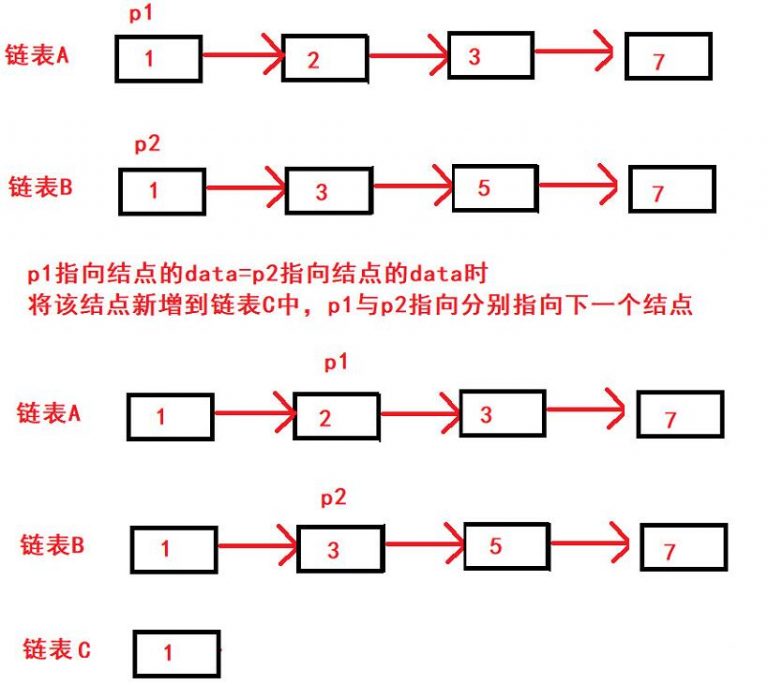 p1
链表A 1 2 3 7
p2
链表B 1 3 5 7
p1指向结点的data=p2指向结点的data时
将该结点新增到链表C中，p1与p2指向分别指向下一个结点
p1
链表A 1 2 3 7
p2
链表B 1 3 5 7
链表C 1